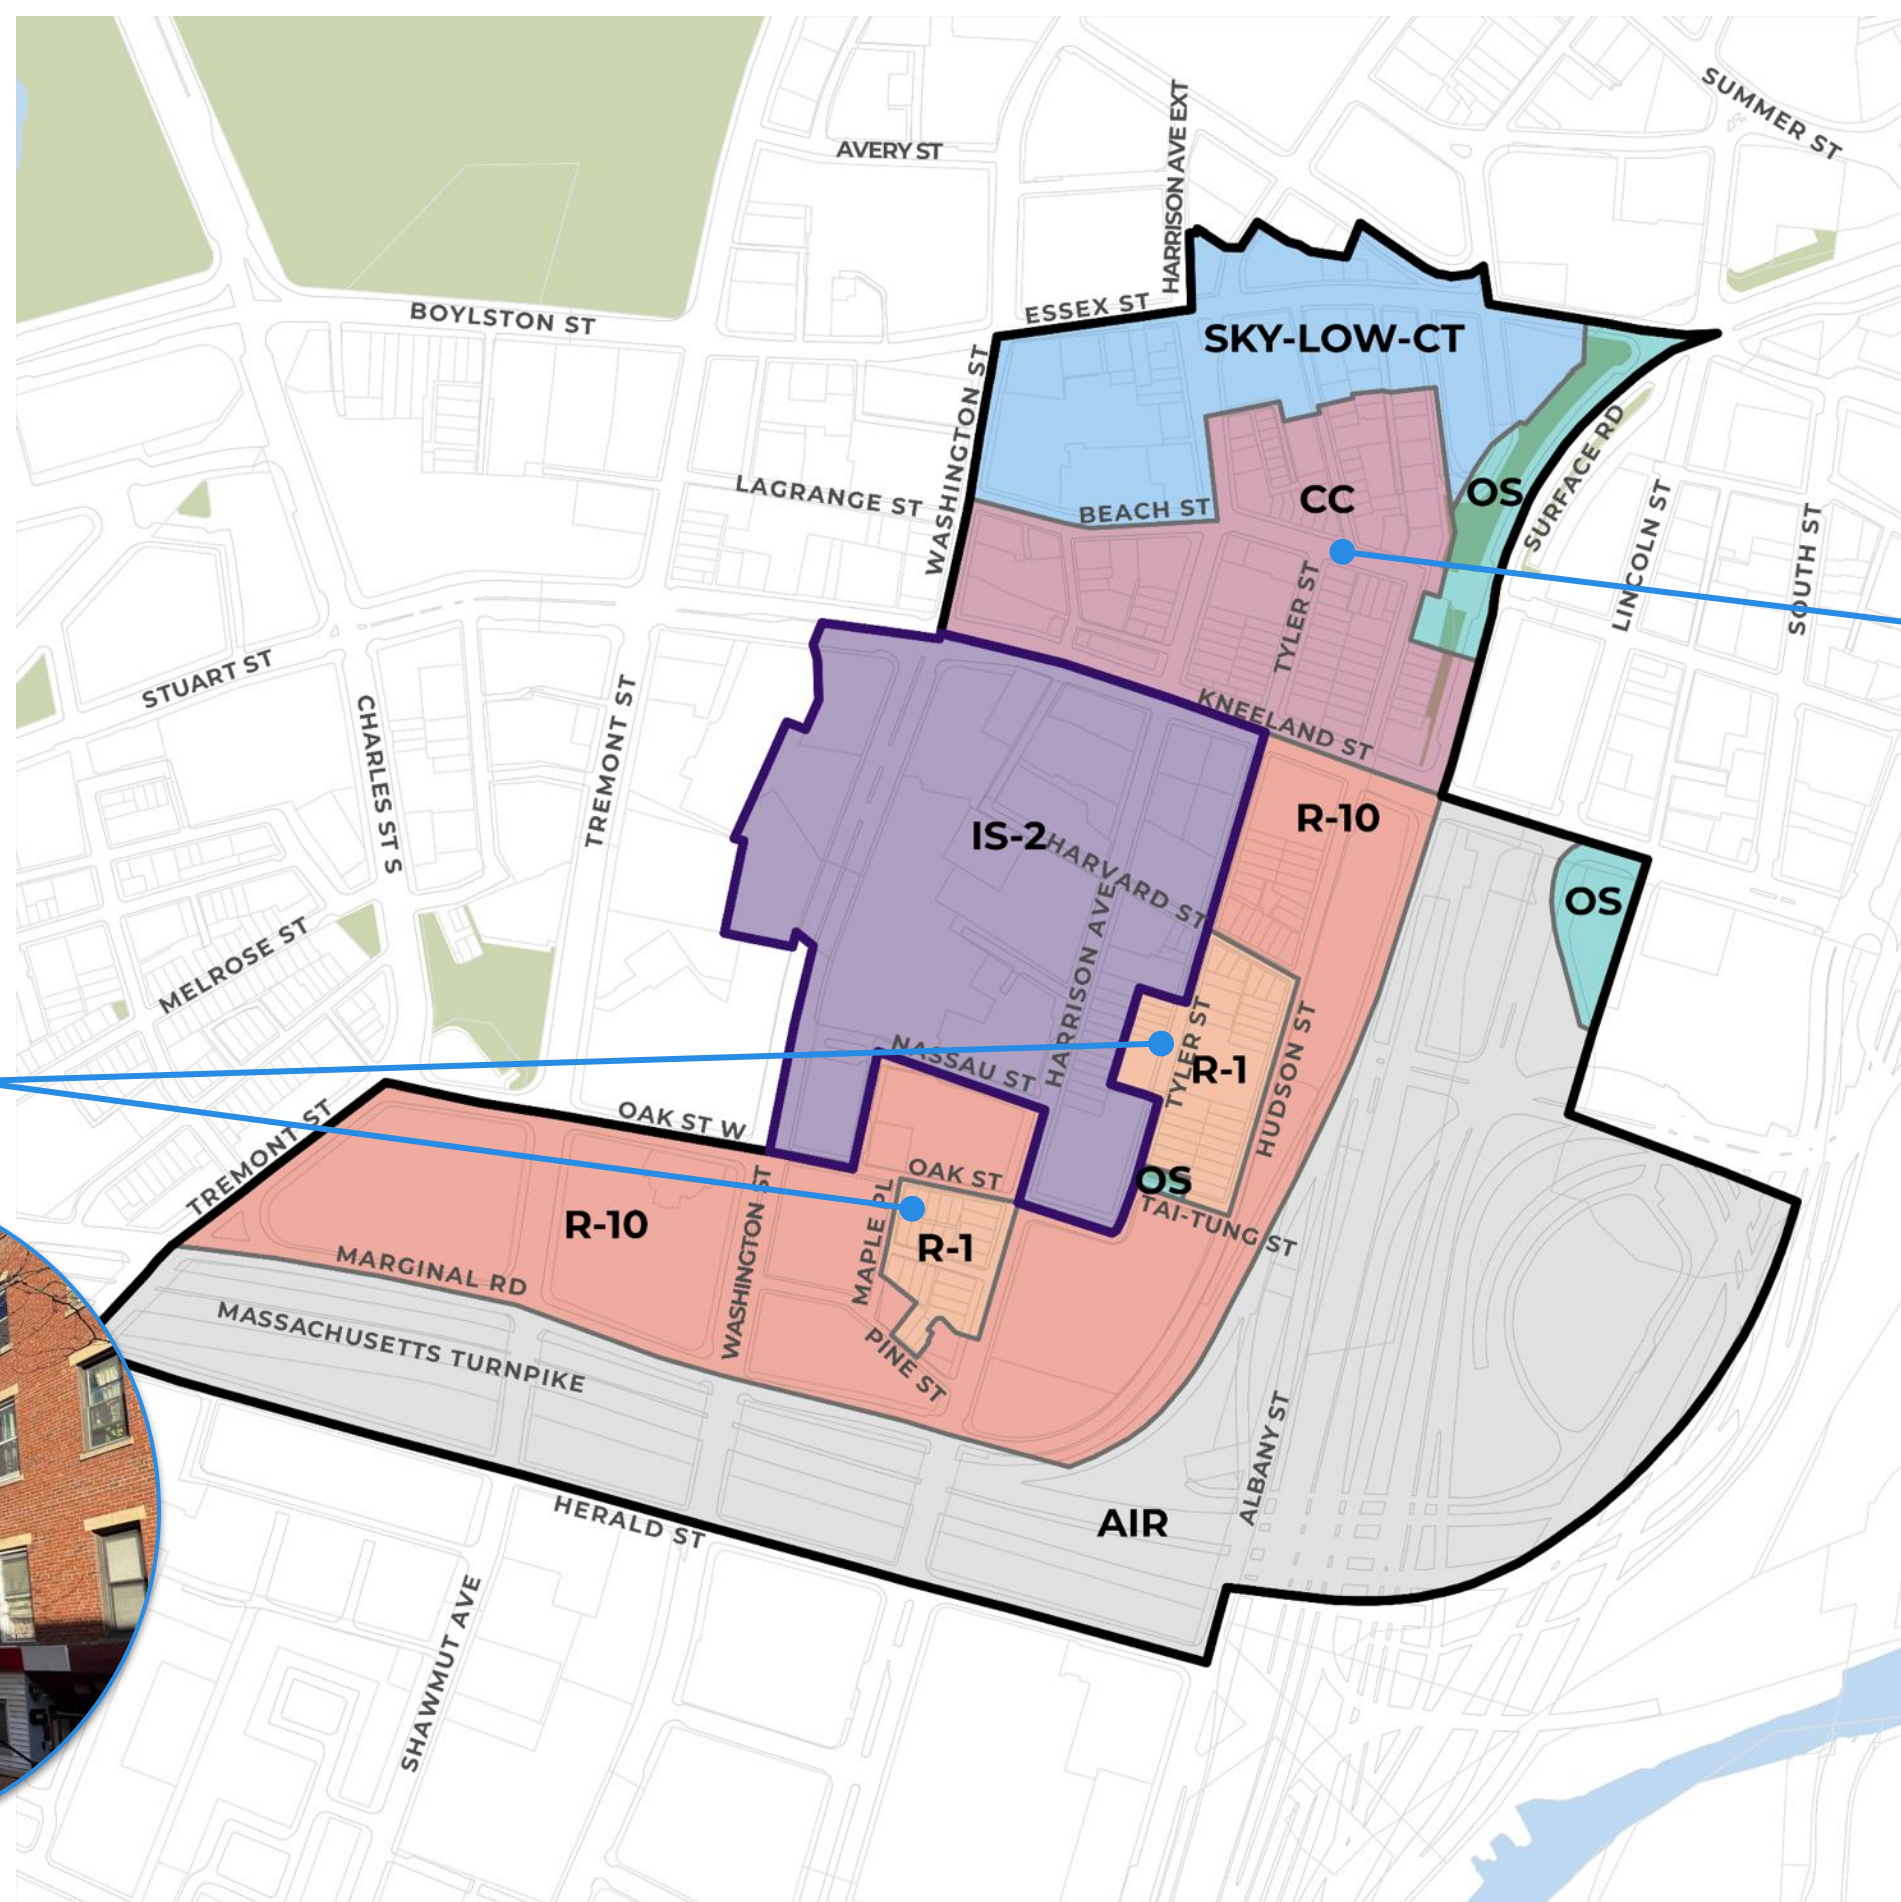 SUMMER ST
HARRISON AVE EXT
AVERY ST
BOYLSTON ST
ESSEX ST
SKY-LOW-CT
WASHINGTON ST
SURFACE RD
LAGRANGE ST
BEACH ST
CC
OS
LINCOLN ST
SOUTH ST
TYLER ST
STUART ST
CHARLES ST S
TREMONT ST
KNEELAND ST
R-10
IS-2
HARVARD ST
HARRISON AVE
OS
MELROSE ST
NASSAU ST
TYLER ST
R-1
HUDSON ST
TREMONT ST
OAK ST W
OAK ST
OS
TAI-TUNG ST
R-10
WASHINGTON ST
MAPLE PL
R-1
MARGINAL RD
MASSACHUSETTS TURNPIKE
PINE ST
ALBANY ST
AIR
HERALD ST
SHAWMUT AVE